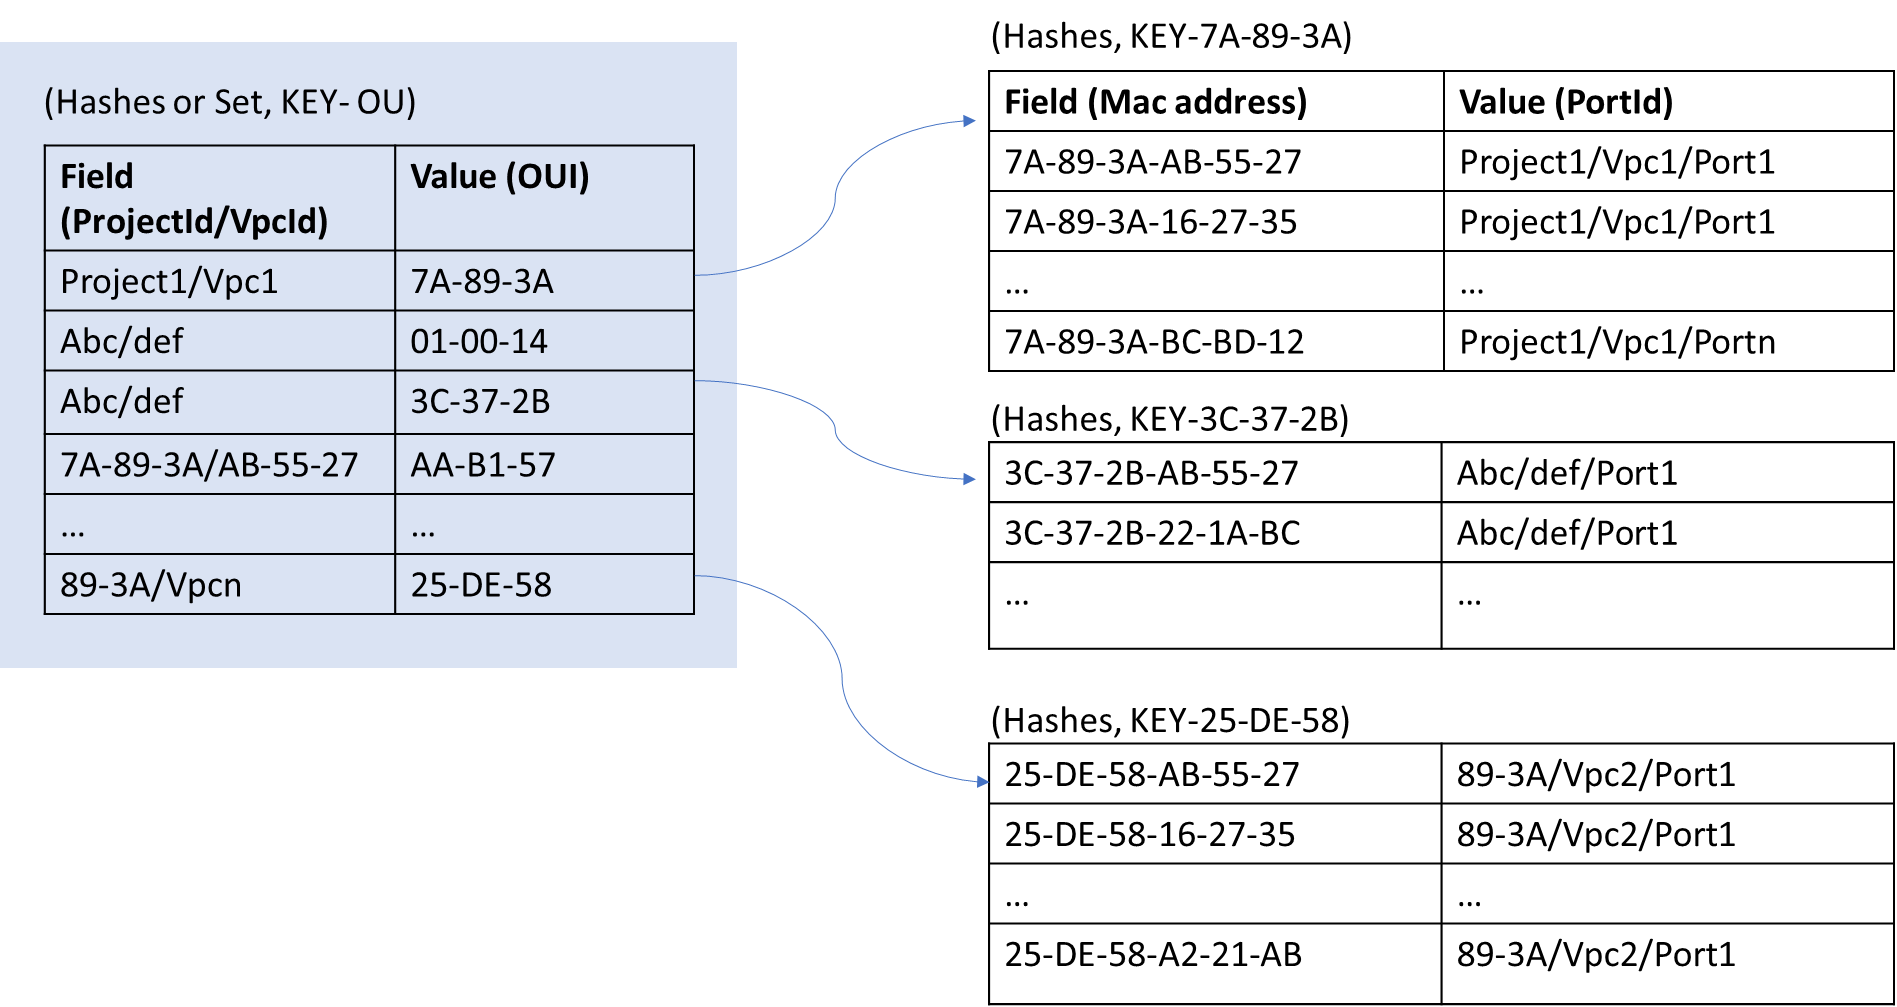 (Hashes or Set, KEY- OU)
Field
(ProjectId/VpcId)
Value (OUI)
Project1/Vpc1 7A-89-3A
Abc/def 01-00-14
Abc/def 3C-37-2B
7A-89-3A/AB-55-27 AA-B1-57
... ...
89-3A/Vpcn 25-DE-58
(Hashes, KEY-7A-89-3A)
Field (Mac address) Value (PortId)
7A-89-3A-AB-55-27 Project1/Vpc1/Port1
7A-89-3A-16-27-35 Project1/Vpc1/Port1
... ...
7A-89-3A-BC-BD-12 Project1/Vpc1/Portn
(Hashes, KEY-3C-37-2B)
3C-37-2B-AB-55-27 Abc/def/Port1
3C-37-2B-22-1A-BC Abc/def/Port1
... ...
(Hashes, KEY-25-DE-58)
25-DE-58-AB-55-27 89-3A/Vpc2/Port1
25-DE-58-16-27-35 89-3A/Vpc2/Port1
... ...
25-DE-58-A2-21-AB 89-3A/Vpc2/Port1